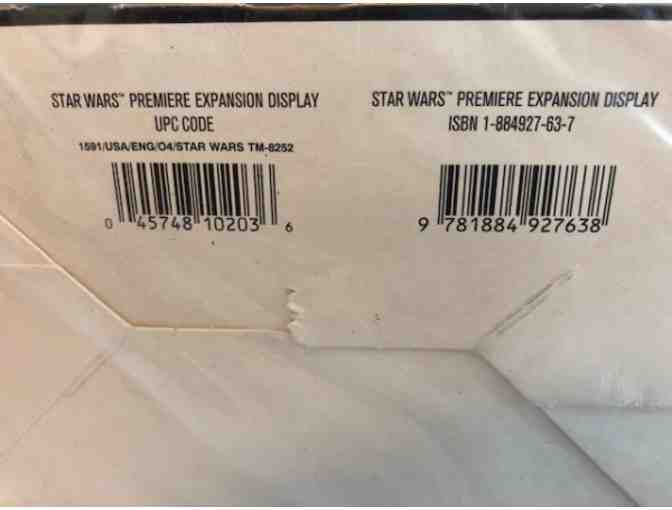 STAR WARS™ PREMIERE EXPANSION DISPLAY
UPC CODE
1591/USA/ENG/04/STAR WARS TM-8252
0 45748 10203 6
STAR WARS™ PREMIERE EXPANSION DISPLAY
ISBN 1-884927-63-7
9 781884 927638